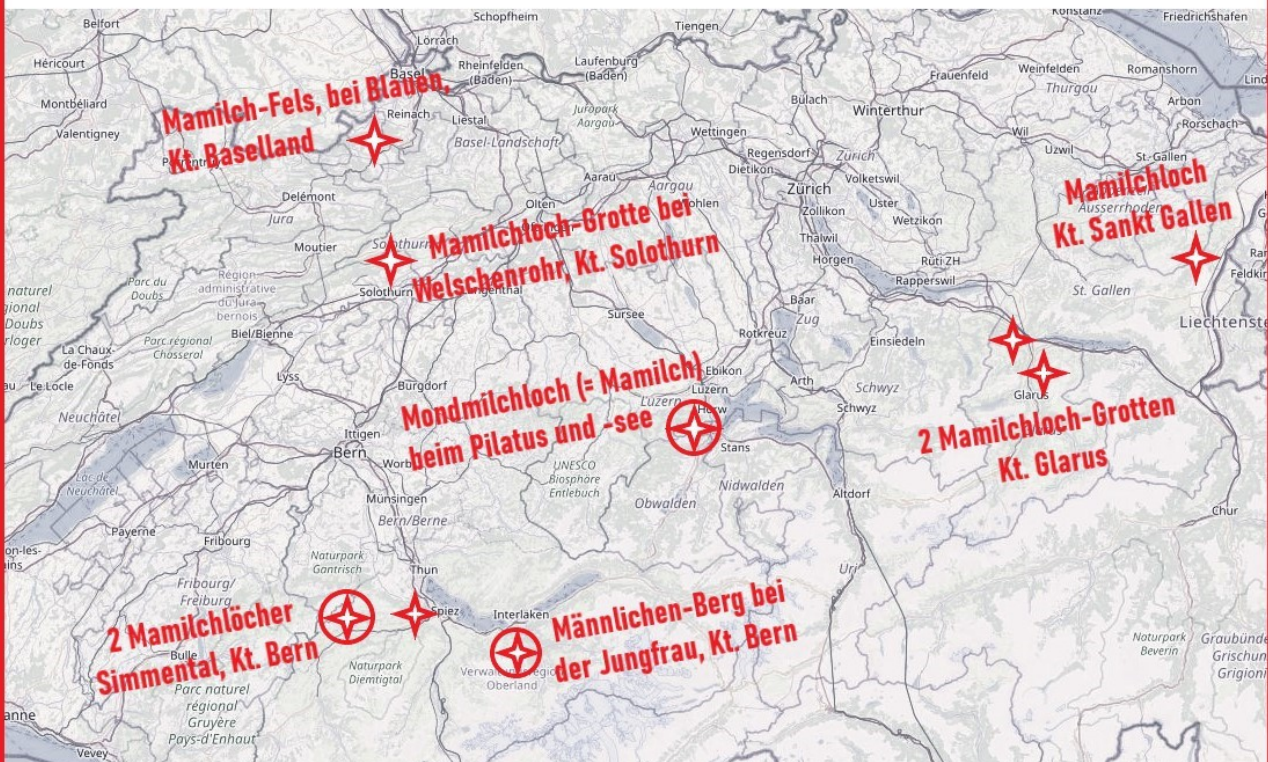 Belfort
Schopfheim
Tiengen
Konstanz
Friedrichshafen
Héricourt
Lörrach
Basel
Rheinfelden
(Baden)
Laufenburg
(Baden)
Frauenfeld
Weinfelden
Romanshorn
Thurgau
Montbéliard
Mamilch-Fels, bei Blauen,
Kt. Baselland
Reinach
Liestal
Juropark
Aargau
Bülach
Winterthur
Arbon
Rorschach
Valentigney
Basel-Landschaft
Wettingen
Wil
Uzwil
St. Gallen
Regensdorf
Dietikon
Zürich
Volketswil
Delémont
Jura
Aarau
Aargau
Zürich
Zollikon
Uster
Wetzikon
Mamilchloch
Kt. Sankt Gallen
Ausserrhoden
Olten
Moutier
Solothurn
Mamilchloch-Grotte bei
Welschenrohr, Kt. Solothurn
Thalwil
Horgen
Rüti ZH
Rapperswil
Parc du
Doubs
Région
administrative
du Jura
bernois
Solothurn
Langenthal
St. Gallen
Sursee
Baar
Zug
Liechtenste
Biel/Bienne
Rotkreuz
Einsiedeln
La Chaux-
de-Fonds
Parc régional
Chasseral
Le Locle
Lyss
Burgdorf
Ebikon
Luzern
Arth
Schwyz
Glarus
Neuchâtel
Mondmilchloch (= Mamilch)
beim Pilatus und -see
Luzern
Horw
Schwyz
2 Mamilchloch-Grotten
Kt. Glarus
Ittigen
Bern
Worb
Stans
Murten
Lac de
Neuchâtel
UNESCO
Biosphäre
Entlebuch
Nidwalden
Obwalden
Altdorf
Münsingen
Bern/Berne
Chur
Payerne
Fribourg
Naturpark
Gantrisch
Thun
Uri
Fribourg/
Freiburg
2 Mamilchlöcher
Simmental, Kt. Bern
Spiez
Interlaken
Männlichen-Berg bei
der Jungfrau, Kt. Bern
Bulle
Naturpark
Diemtigtal
Oberland
Naturpark
Beverin
Parc naturel
régional
Gruyère
Pays-d'Enhaut
Vevey